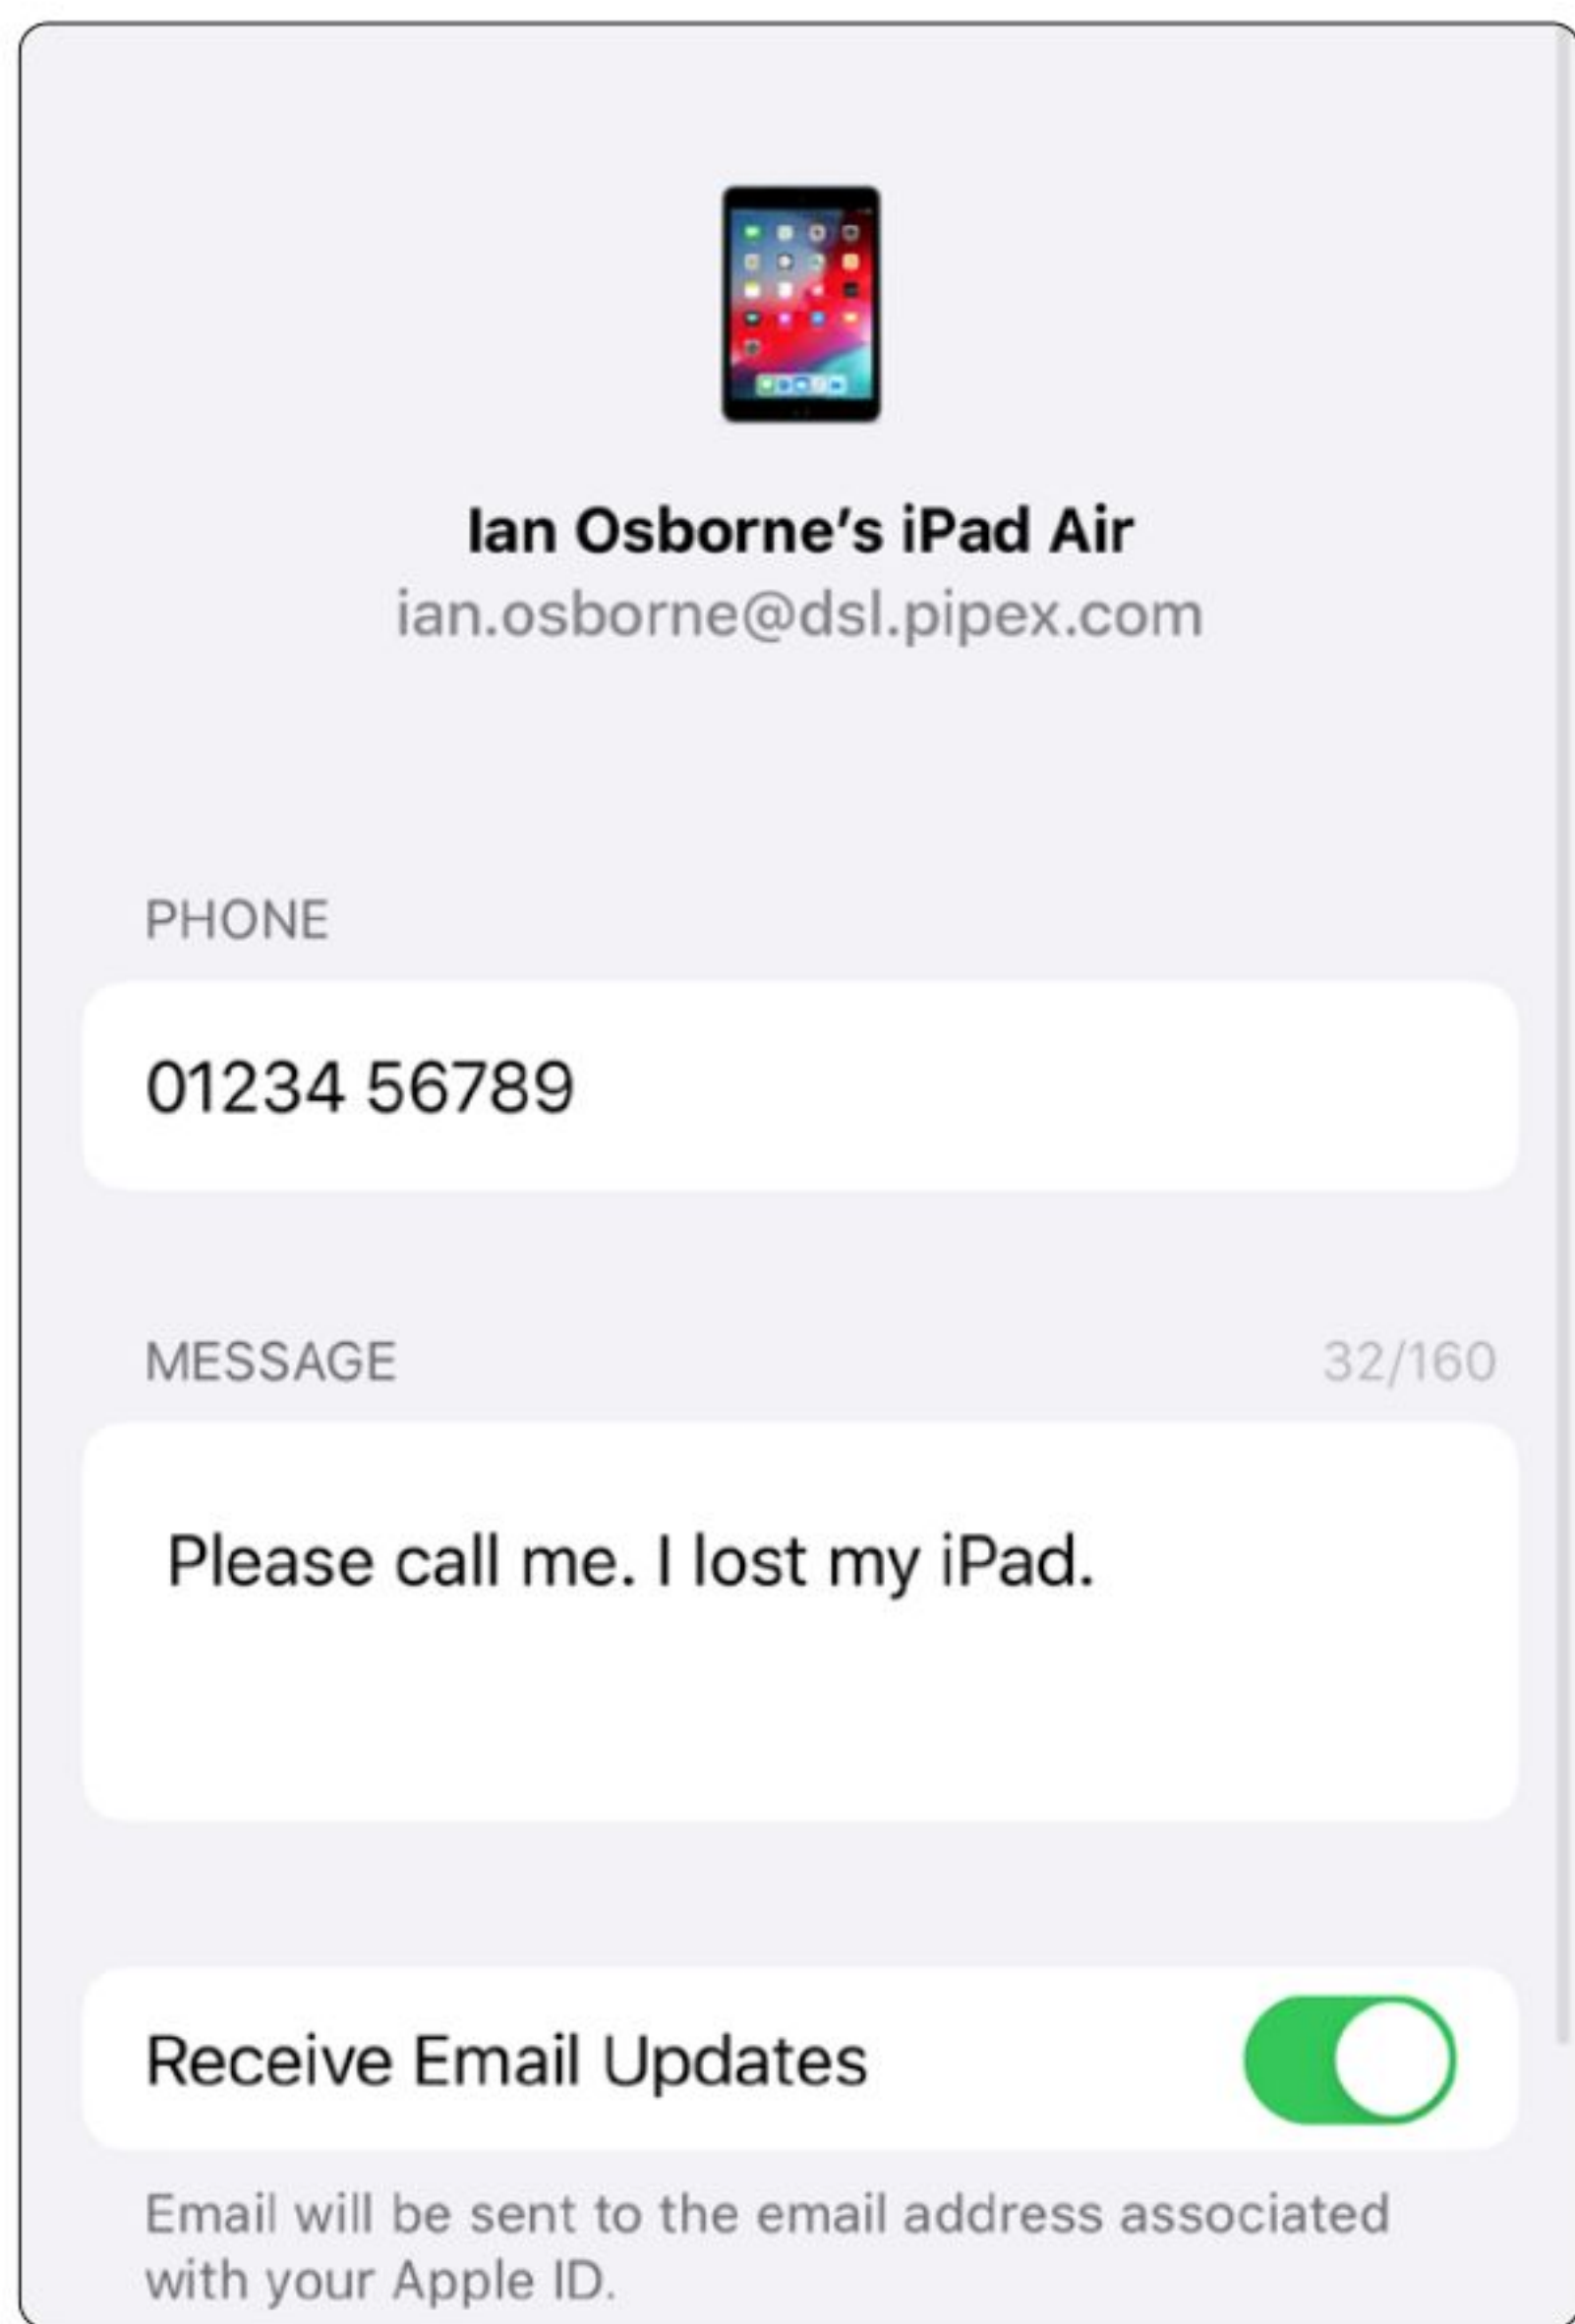 Ian Osborne’s iPad Air
ian.osborne@dsl.pipex.com
PHONE
01234 56789
MESSAGE 32/160
Please call me. I lost my iPad.
Receive Email Updates
Email will be sent to the email address associated
with your Apple ID.